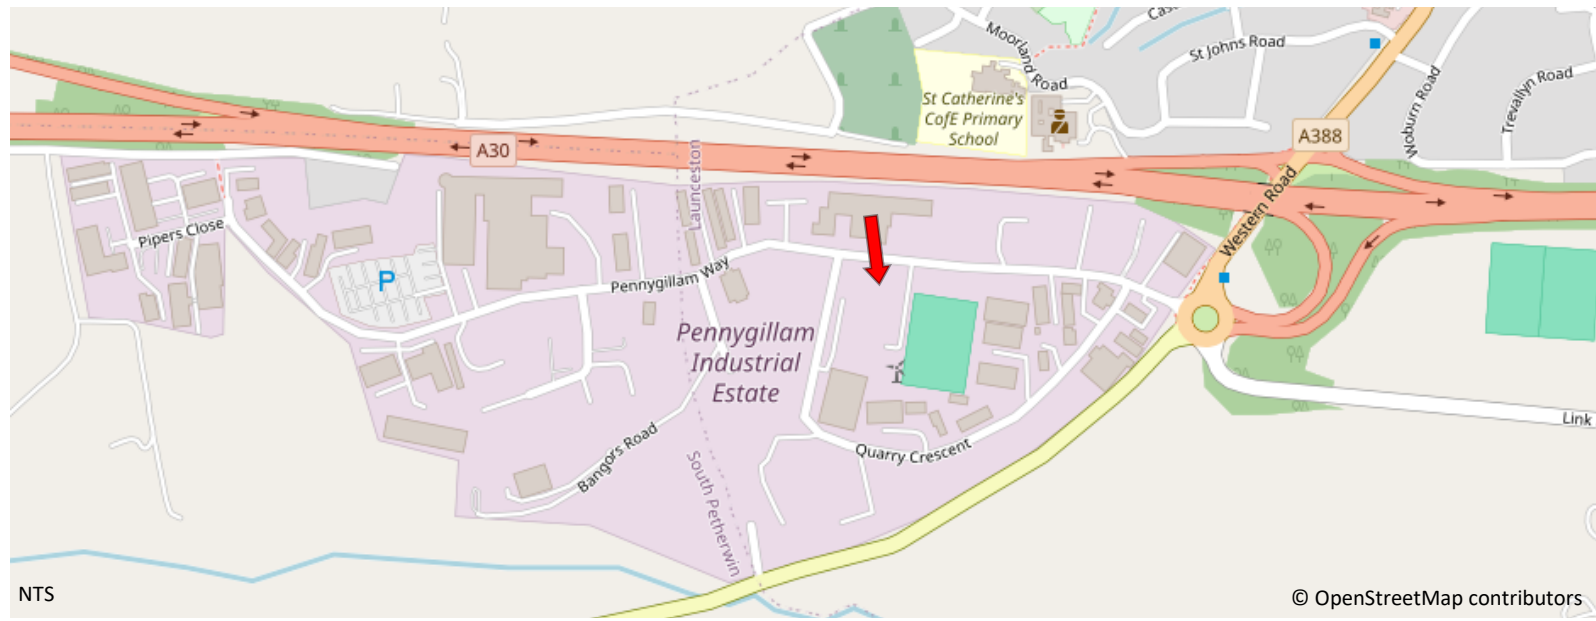 Moorland
Road
St Johns Road
Woburn Road
Trevallyn Road
St Catherine's
CofE Primary
School
A388
A30
Launceston
Western Road
Pipers Close
P
Pennygillam Way
Pennygillam
Industrial
Estate
Link
Quarry Crescent
Bangors Road
South Petherwin
NTS
© OpenStreetMap contributors